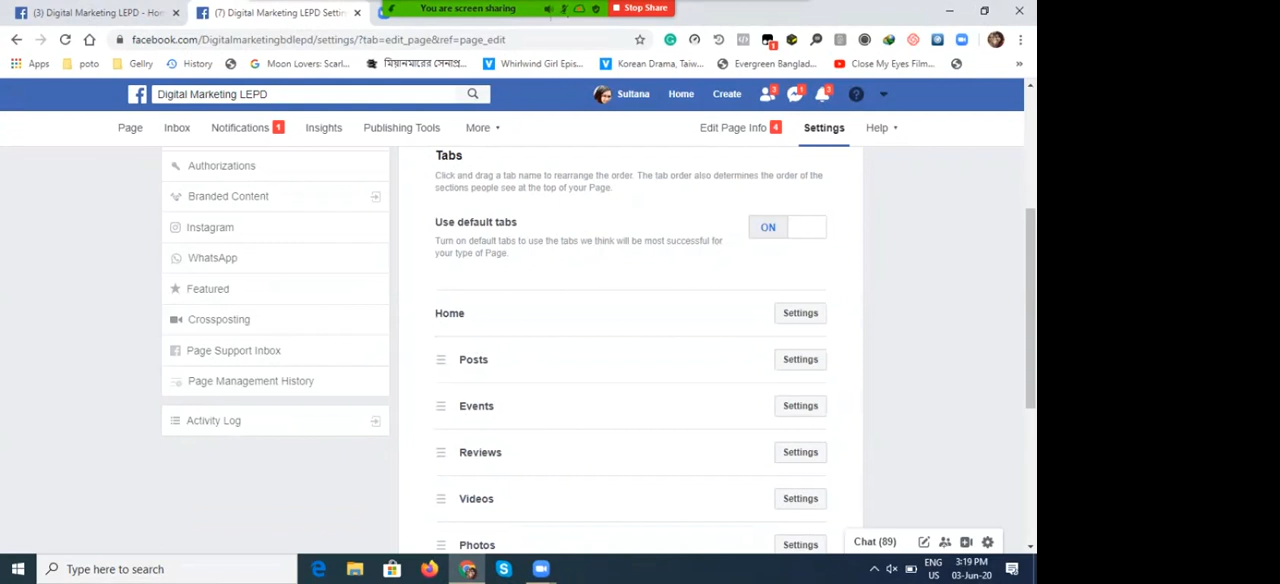 You are screen sharing
Stop Share
(3) Digital Marketing LEPD - Hom
(7) Digital Marketing LEPD Settin
facebook.com/Digitalmarketingbdlepd/settings/?tab=edit_page&ref=page_edit
1
Apps
poto
Gellry
History
Moon Lovers: Scarl...
মিয়ানমারের সেনাপ্র...
Whirlwind Girl Epis...
Korean Drama, Taiw...
Evergreen Banglad...
Close My Eyes Film...
»
Digital Marketing LEPD
Sultana
Home
Create
3
1
3
Page
Inbox
Notifications 1
Insights
Publishing Tools
More
Edit Page Info 4
Settings
Help
Authorizations
Branded Content
Instagram
WhatsApp
Featured
Crossposting
Page Support Inbox
Page Management History
Activity Log
Tabs
Click and drag a tab name to rearrange the order. The tab order also determines the order of the
sections people see at the top of your Page.
Use default tabs
ON
Turn on default tabs to use the tabs we think will be most successful for
your type of Page.
Home
Settings
Posts
Settings
Events
Settings
Reviews
Settings
Videos
Settings
Photos
Settings
Chat (89)
Type here to search
ENG
US
3:19 PM
03-Jun-20